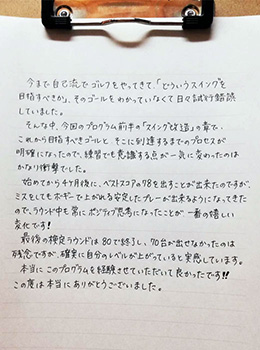 今まで自己流でゴルフをやってきて、「どういうスイングを
目指すべきか」、そのゴールをわかっていなくて日々試行錯誤
していました。
そんな中、今回のプログラム前半の「スイング改造」の章で、
これから目指すべきゴールと そこに到達するまでのプロセスが
明確になったので、練習でも意識する点が一気に変わったのは
かなり衝撃でした。
始めてから4ヶ月後に、ベストスコアの78を出すことが出来たのですが、
ミスをしてもボギーで上がれる安定したプレーが出来るようになってきた
ので、ラウンド中も常にポジティブ思考になったことが 一番の嬉しい
変化です!
最後の検定ラウンドは 80で終了し、70台が出せなかったのは
残念ですが、確実に自分のレベルが上がっていると実感しています。
本当にこのプログラムを経験させていただいて良かったです!!
この度は本当にありがとうございました。